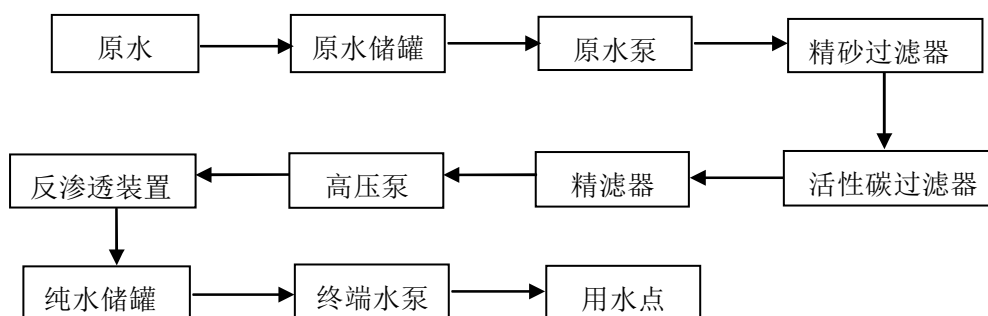 原水
原水储罐
原水泵
精砂过滤器
活性碳过滤器
精滤器
高压泵
反渗透装置
纯水储罐
终端水泵
用水点